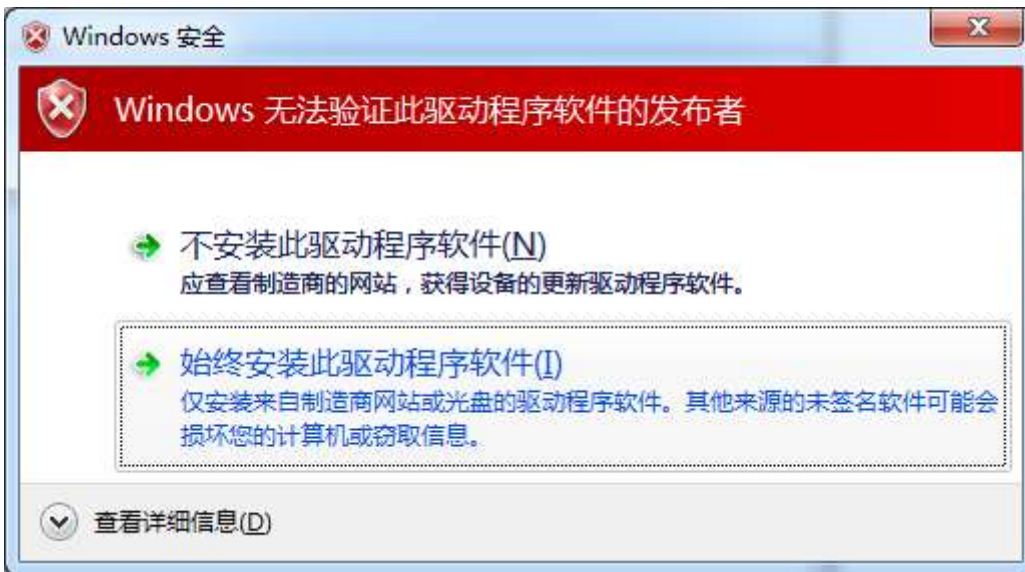 Windows 安全
Windows 无法验证此驱动程序软件的发布者
不安装此驱动程序软件(N)
应查看制造商的网站，获得设备的更新驱动程序软件。
始终安装此驱动程序软件(I)
仅安装来自制造商网站或光盘的驱动程序软件。其他来源的未签名软件可能会
损坏您的计算机或窃取信息。
查看详细信息(D)